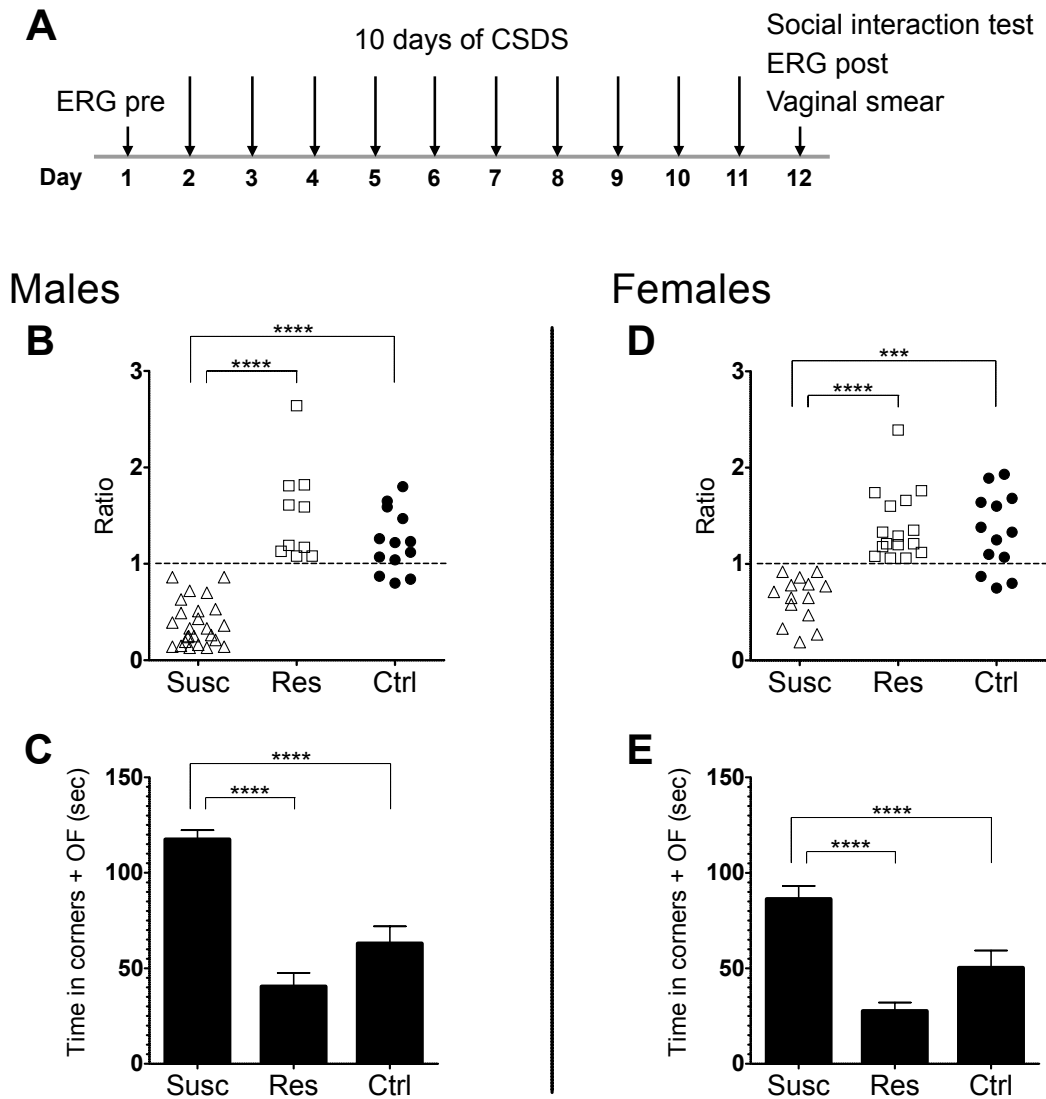 A
10 days of CSDS
Social interaction test
ERG post
Vaginal smear
ERG pre
Day 1 2 3 4 5 6 7 8 9 10 11 12
Males
Females
B
****
****
3
2
1
0
Ratio
Susc Res Ctrl
D
***
****
3
2
1
0
Ratio
Susc Res Ctrl
C
****
****
150
100
50
0
Time in corners + OF (sec)
Susc Res Ctrl
E
****
****
150
100
50
0
Time in corners + OF (sec)
Susc Res Ctrl